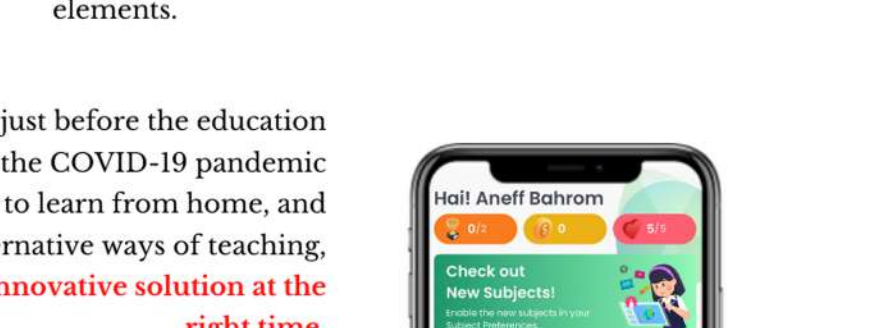 elements.
just before the education
the COVID-19 pandemic
to learn from home, and
ernative ways of teaching,
nnovative solution at the
right time.
Hai! Aneff Bahrom
0/2
0
5/5
Check out
New Subjects!
Enable the new subjects in your
Subject Preferences.